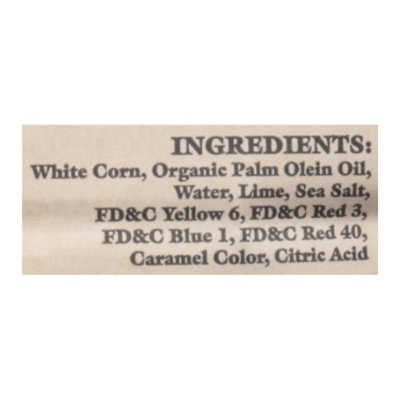 INGREDIENTS:
White Corn, Organic Palm Olein Oil,
Water, Lime, Sea Salt,
FD&C Yellow 6, FD&C Red 3,
FD&C Blue 1, FD&C Red 40,
Caramel Color, Citric Acid